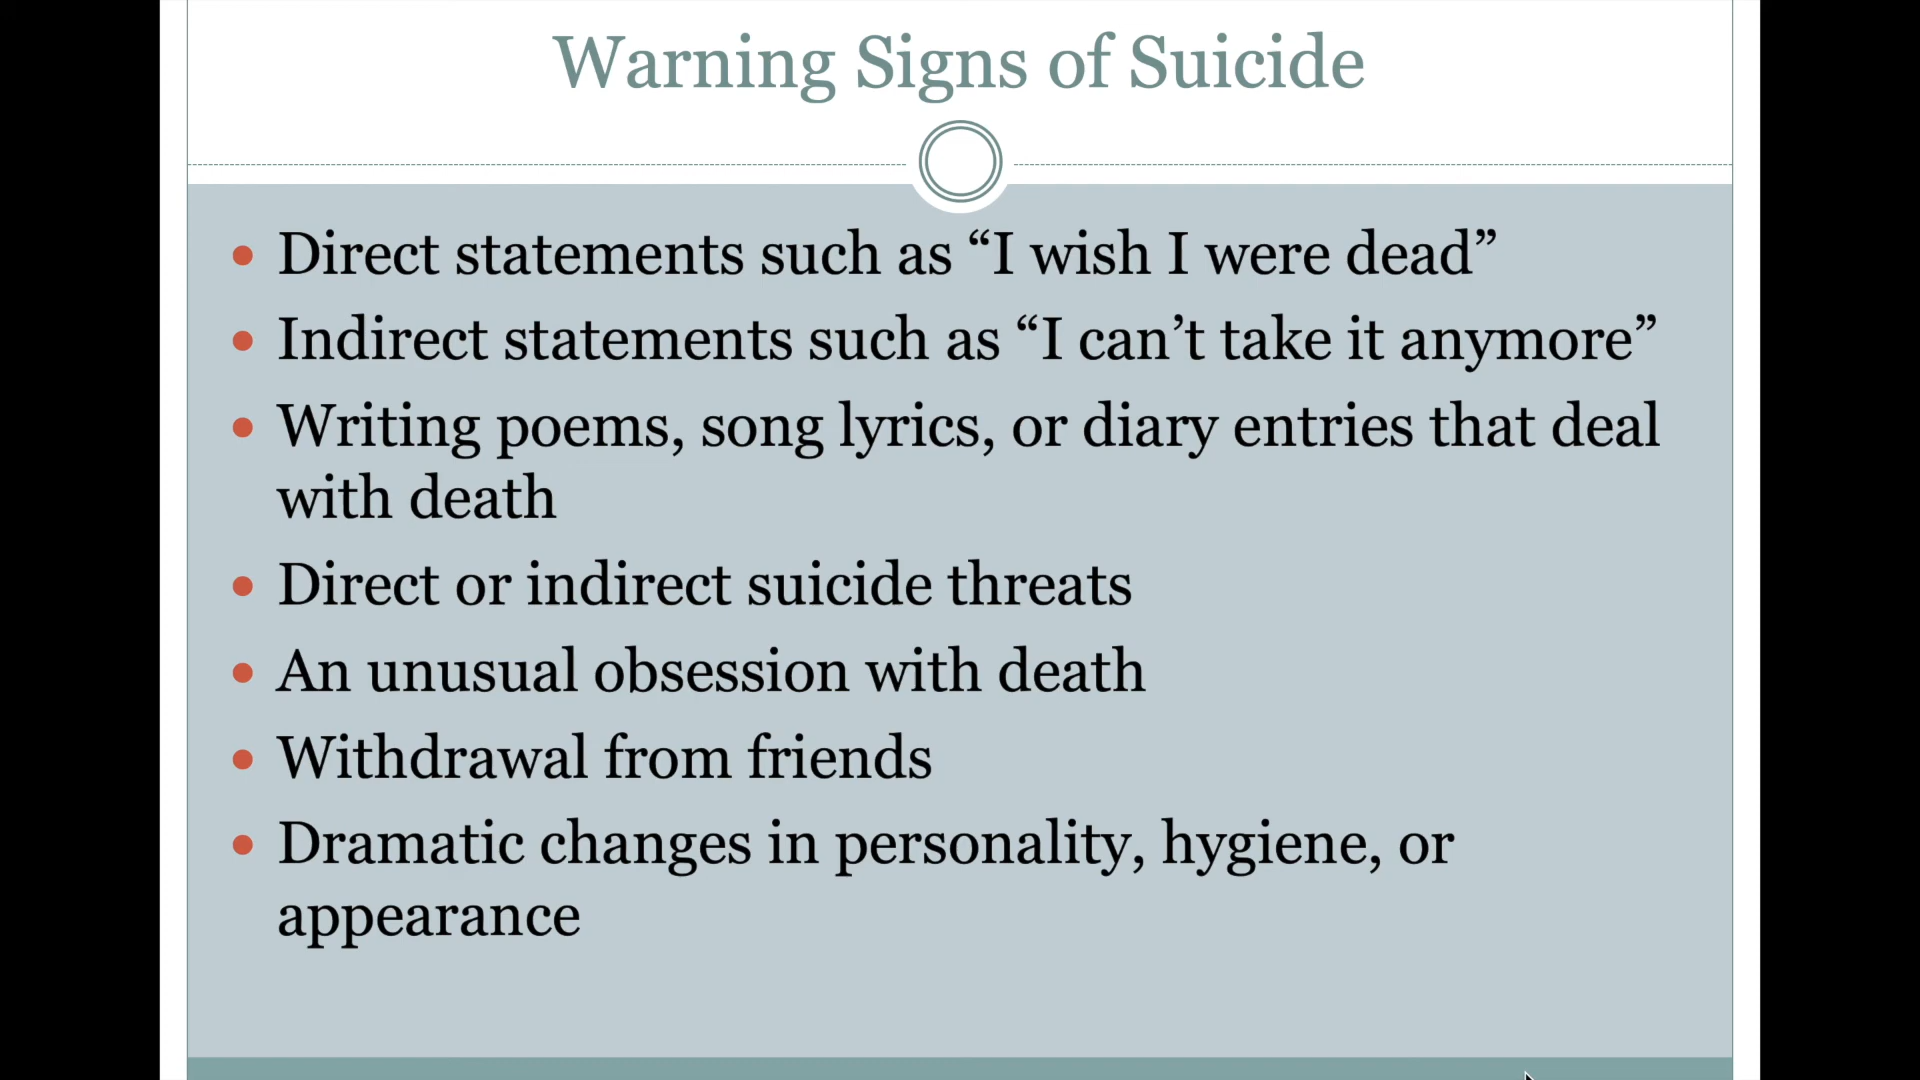 Warning Signs of Suicide
• Direct statements such as “I wish I were dead”
• Indirect statements such as “I can’t take it anymore”
• Writing poems, song lyrics, or diary entries that deal
with death
• Direct or indirect suicide threats
• An unusual obsession with death
• Withdrawal from friends
• Dramatic changes in personality, hygiene, or
appearance